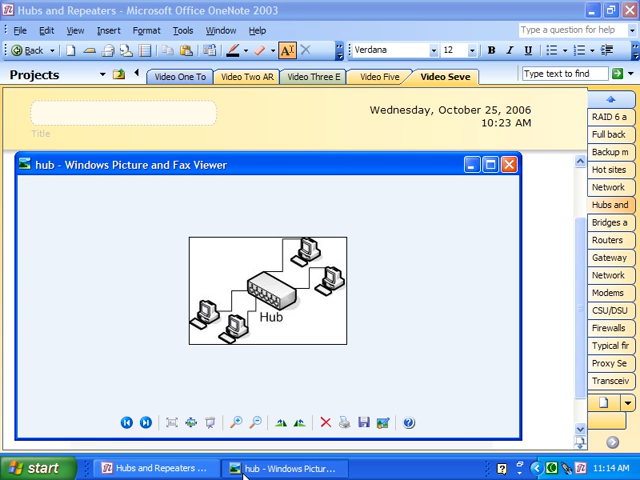 Hubs and Repeaters - Microsoft Office OneNote 2003
File Edit View Insert Format Tools Window Help
Type a question for help
Back
Verdana
12
B I U
Projects
Video One To
Video Two AR
Video Three E
Video Five
Video Seve
Type text to find
Title
Wednesday, October 25, 2006
10:23 AM
hub - Windows Picture and Fax Viewer
Hub
RAID 6 a
Full back
Backup m
Hot sites
Network
Hubs and
Bridges a
Routers
Gateway
Network
Modems
CSU/DSU
Firewalls
Typical fir
Proxy Se
Transceiv
start
Hubs and Repeaters ...
hub - Windows Pictur...
11:14 AM